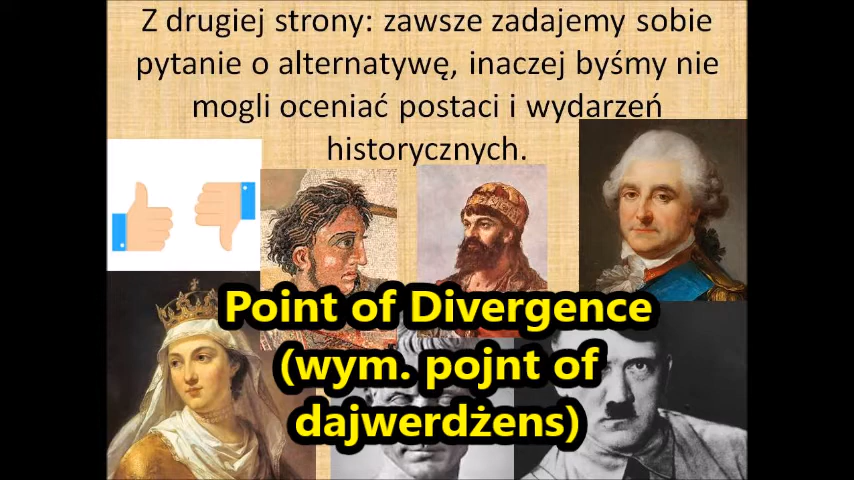 Z drugiej strony: zawsze zadajemy sobie
pytanie o alternatywę, inaczej byśmy nie
mogli oceniać postaci i wydarzeń
historycznych.
Point of Divergence
(wym. pojnt of
dajwerdżens)